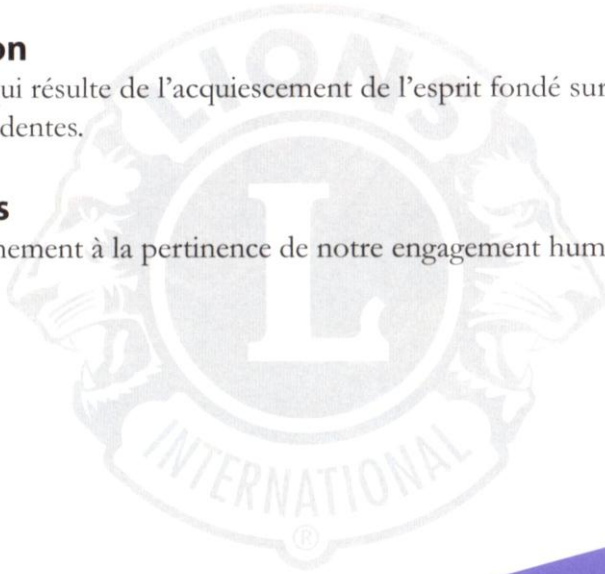 on
ui résulte de l'acquiescement de l'esprit fondé sur
dentes.
s
nement à la pertinence de notre engagement hum
LIONS
L
INTERNATIONAL
®